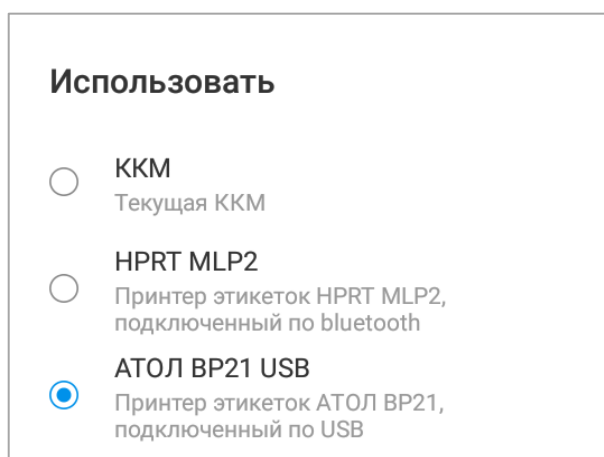 Использовать
ККМ
Текущая ККМ
HPRT MLP2
Принтер этикеток HPRT MLP2,
подключенный по bluetooth
АТОЛ BP21 USB
Принтер этикеток АТОЛ BP21,
подключенный по USB